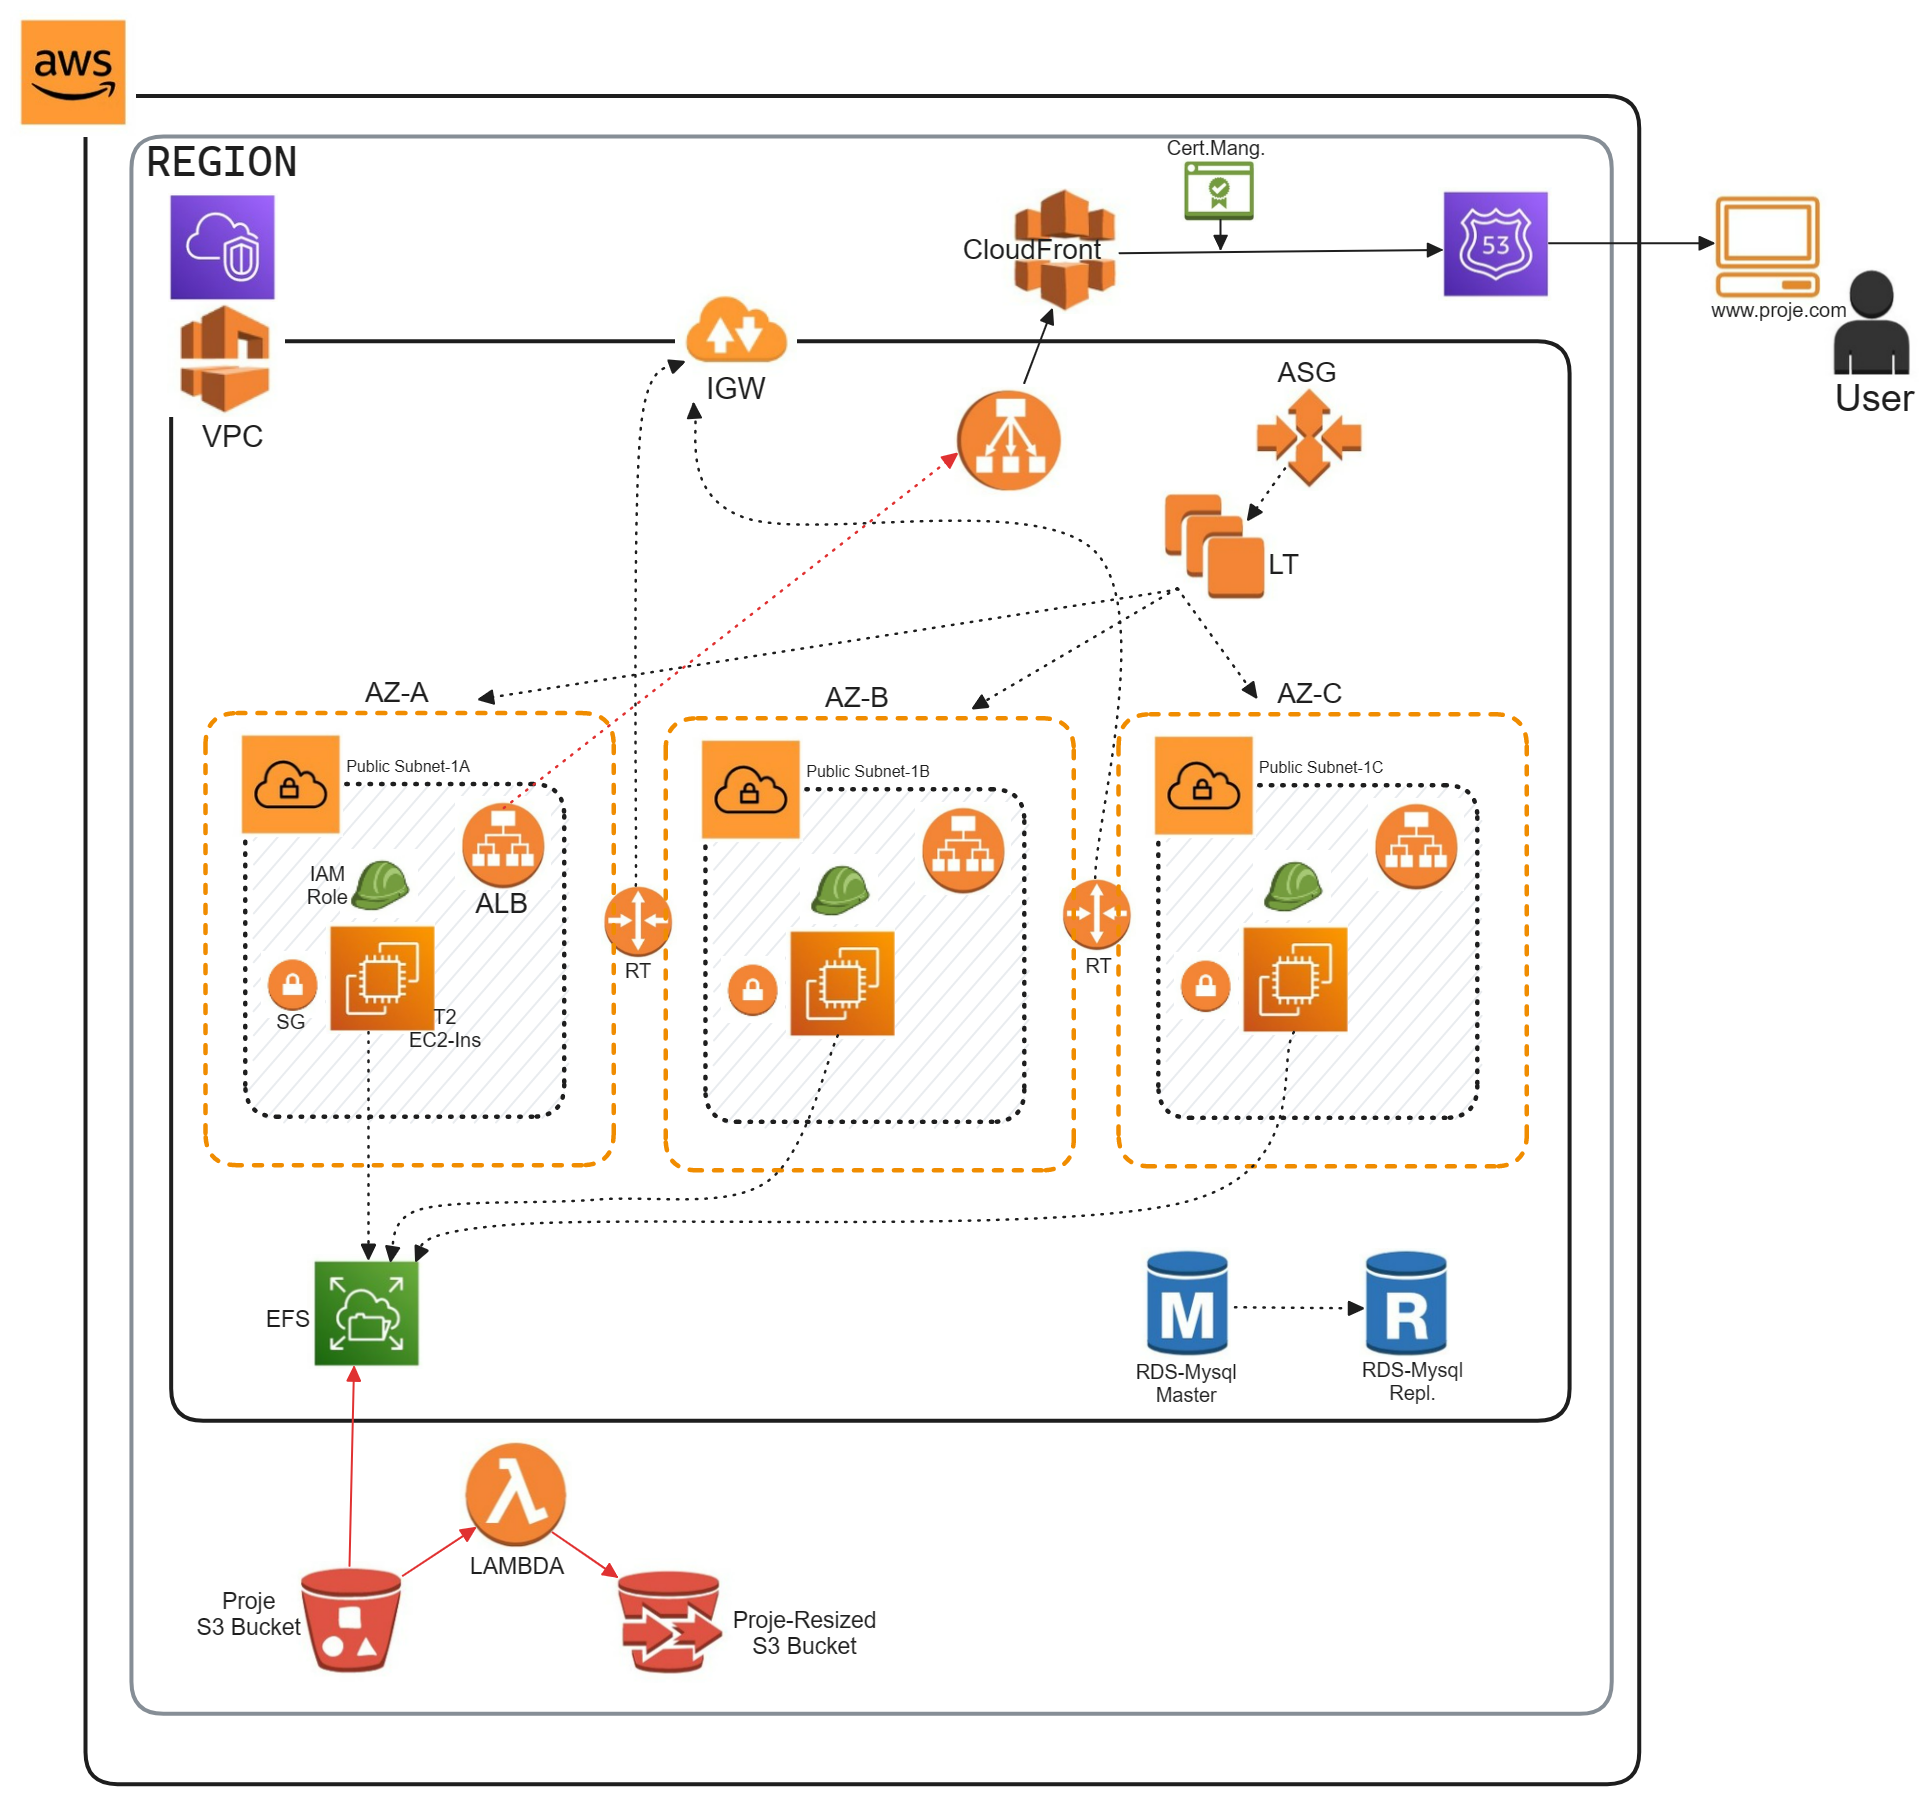 aws
REGION
Cert.Mang.
CloudFront
53
www.proje.com
User
VPC
IGW
ASG
LT
AZ-A
AZ-B
AZ-C
Public Subnet-1A
Public Subnet-1B
Public Subnet-1C
IAM
Role
ALB
SG
T2
EC2-Ins
RT
RT
EFS
M
R
RDS-Mysql
Master
RDS-Mysql
Repl.
λ
LAMBDA
Proje
S3 Bucket
Proje-Resized
S3 Bucket